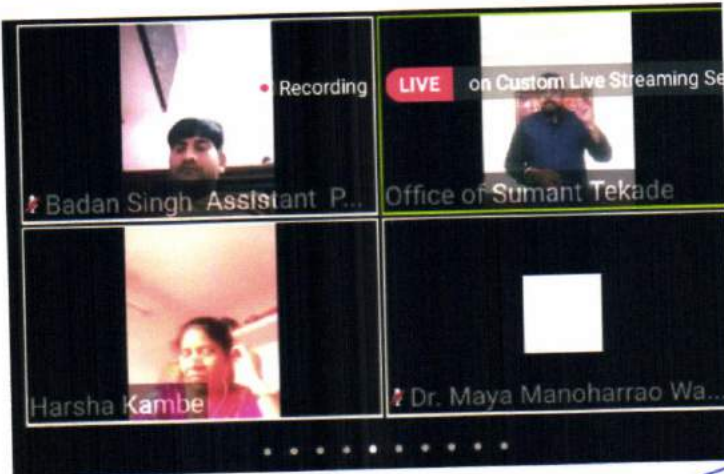 Recording
LIVE on Custom Live Streaming Se
Badan Singh Assistant P...
Office of Sumant Tekade
Harsha Kambe
Dr. Maya Manoharrao Wa...